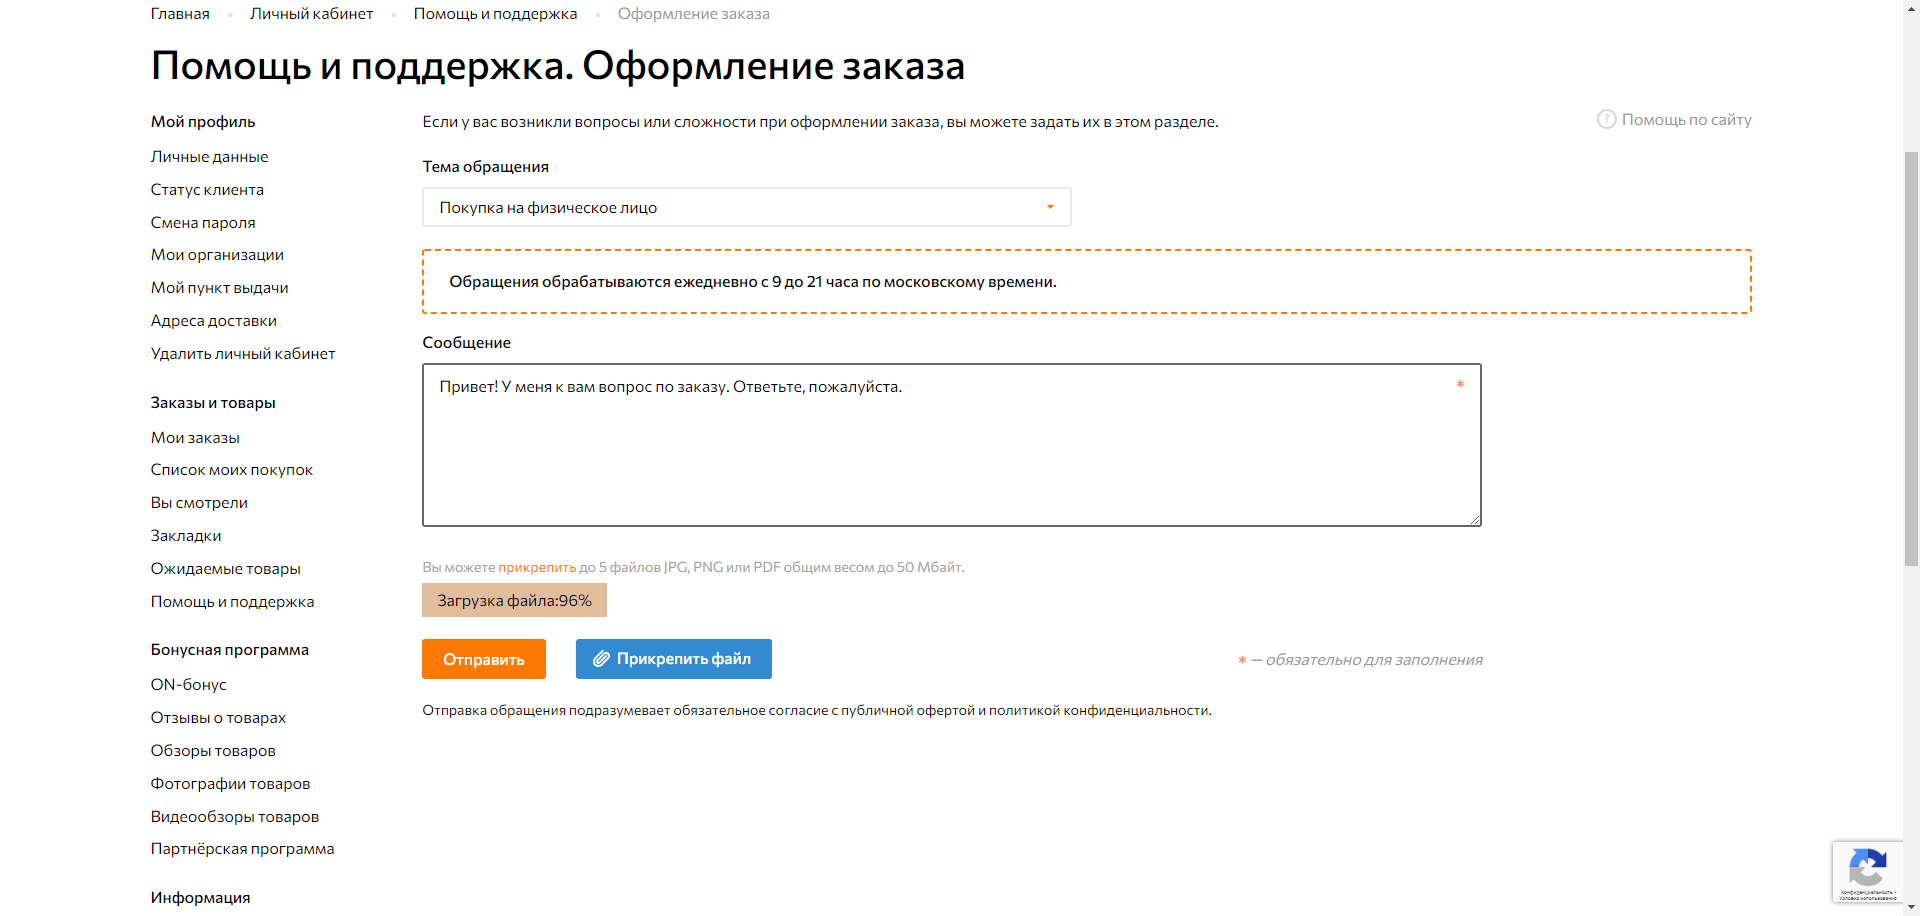 Главная
Личный кабинет
Помощь и поддержка
Оформление заказа
Помощь и поддержка. Оформление заказа
Мой профиль
Личные данные
Статус клиента
Смена пароля
Мои организации
Мой пункт выдачи
Адреса доставки
Удалить личный кабинет
Заказы и товары
Мои заказы
Список моих покупок
Вы смотрели
Закладки
Ожидаемые товары
Помощь и поддержка
Бонусная программа
ON-бонус
Отзывы о товарах
Обзоры товаров
Фотографии товаров
Видеообзоры товаров
Партнёрская программа
Информация
Если у вас возникли вопросы или сложности при оформлении заказа, вы можете задать их в этом разделе.
? Помощь по сайту
Тема обращения
Покупка на физическое лицо
Обращения обрабатываются ежедневно с 9 до 21 часа по московскому времени.
Сообщение
Привет! У меня к вам вопрос по заказу. Ответьте, пожалуйста. *
Вы можете прикрепить до 5 файлов JPG, PNG или PDF общим весом до 50 Мбайт.
Загрузка файла:96%
Отправить
Прикрепить файл
* — обязательно для заполнения
Отправка обращения подразумевает обязательное согласие с публичной офертой и политикой конфиденциальности.
Конфиденциальность -
Условия использования